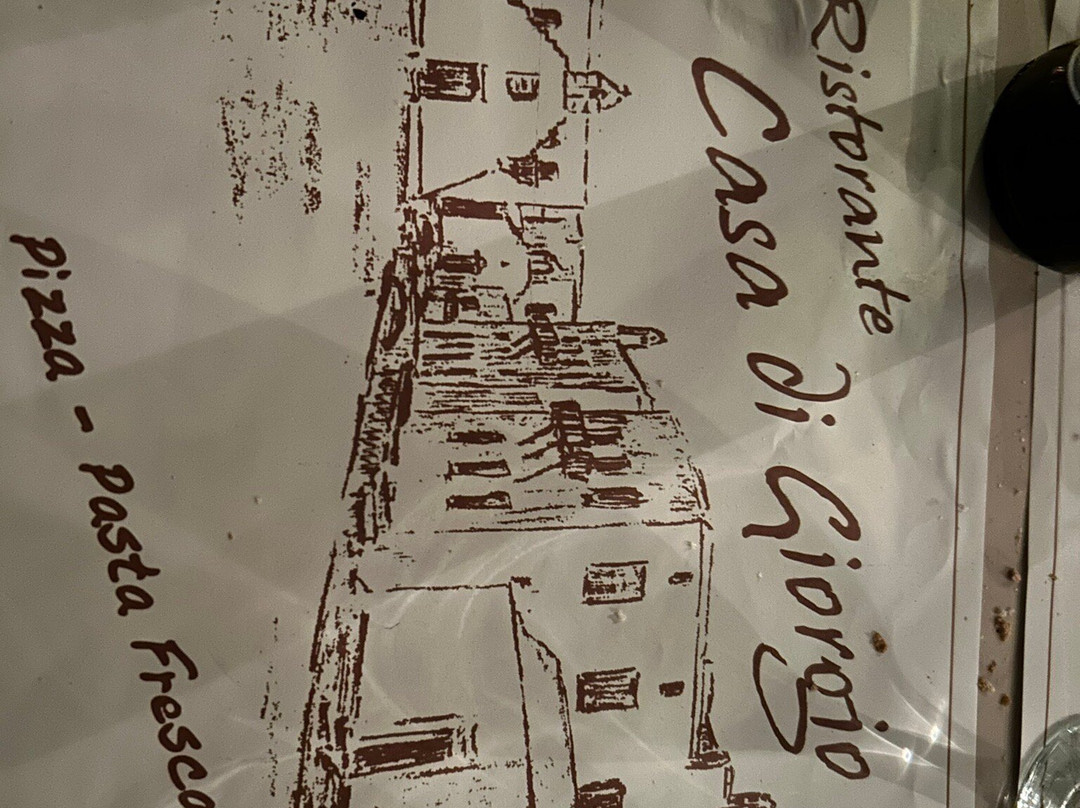 Ristorante
Casa di Giorgio
Pizza - Pasta Fresca